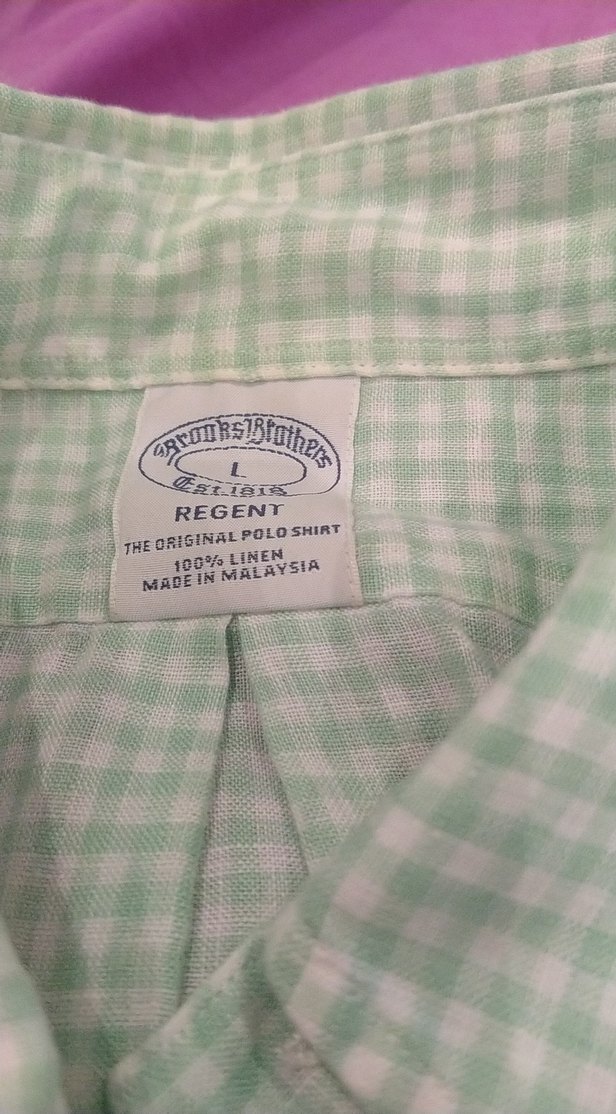 Brooks Brothers
L
Est. 1818
REGENT
THE ORIGINAL POLO SHIRT
100% LINEN
MADE IN MALAYSIA